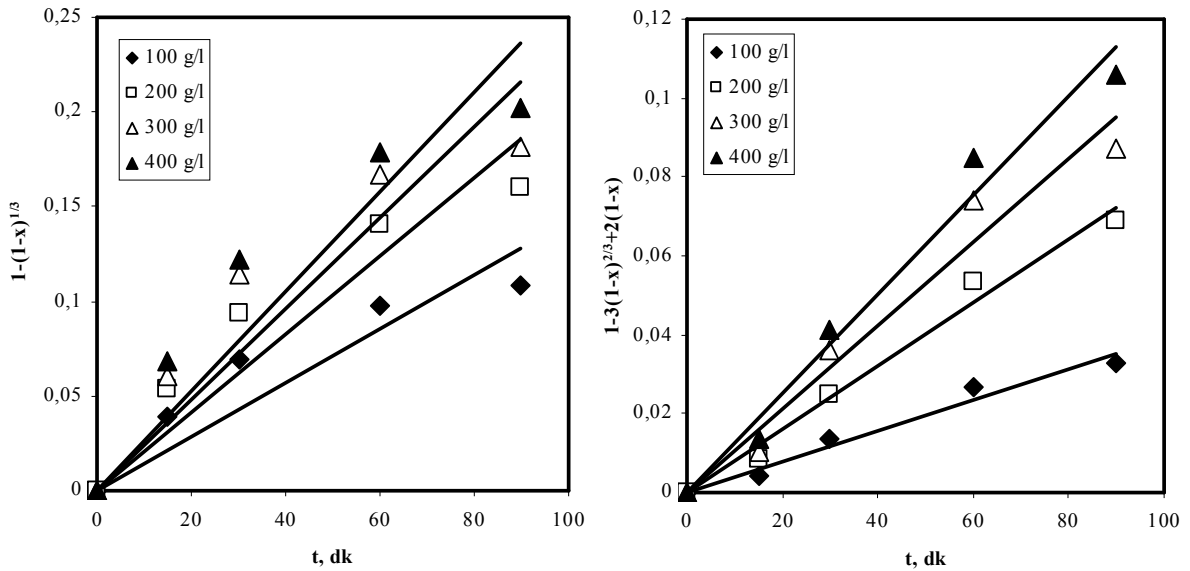 0,25
0,2
0,15
0,1
0,05
0
1-(1-x)^1/3
100 g/l
200 g/l
300 g/l
400 g/l
0 20 40 60 80 100
t, dk
0,12
0,1
0,08
0,06
0,04
0,02
0
1-3(1-x)^2/3+2(1-x)
100 g/l
200 g/l
300 g/l
400 g/l
0 20 40 60 80 100
t, dk